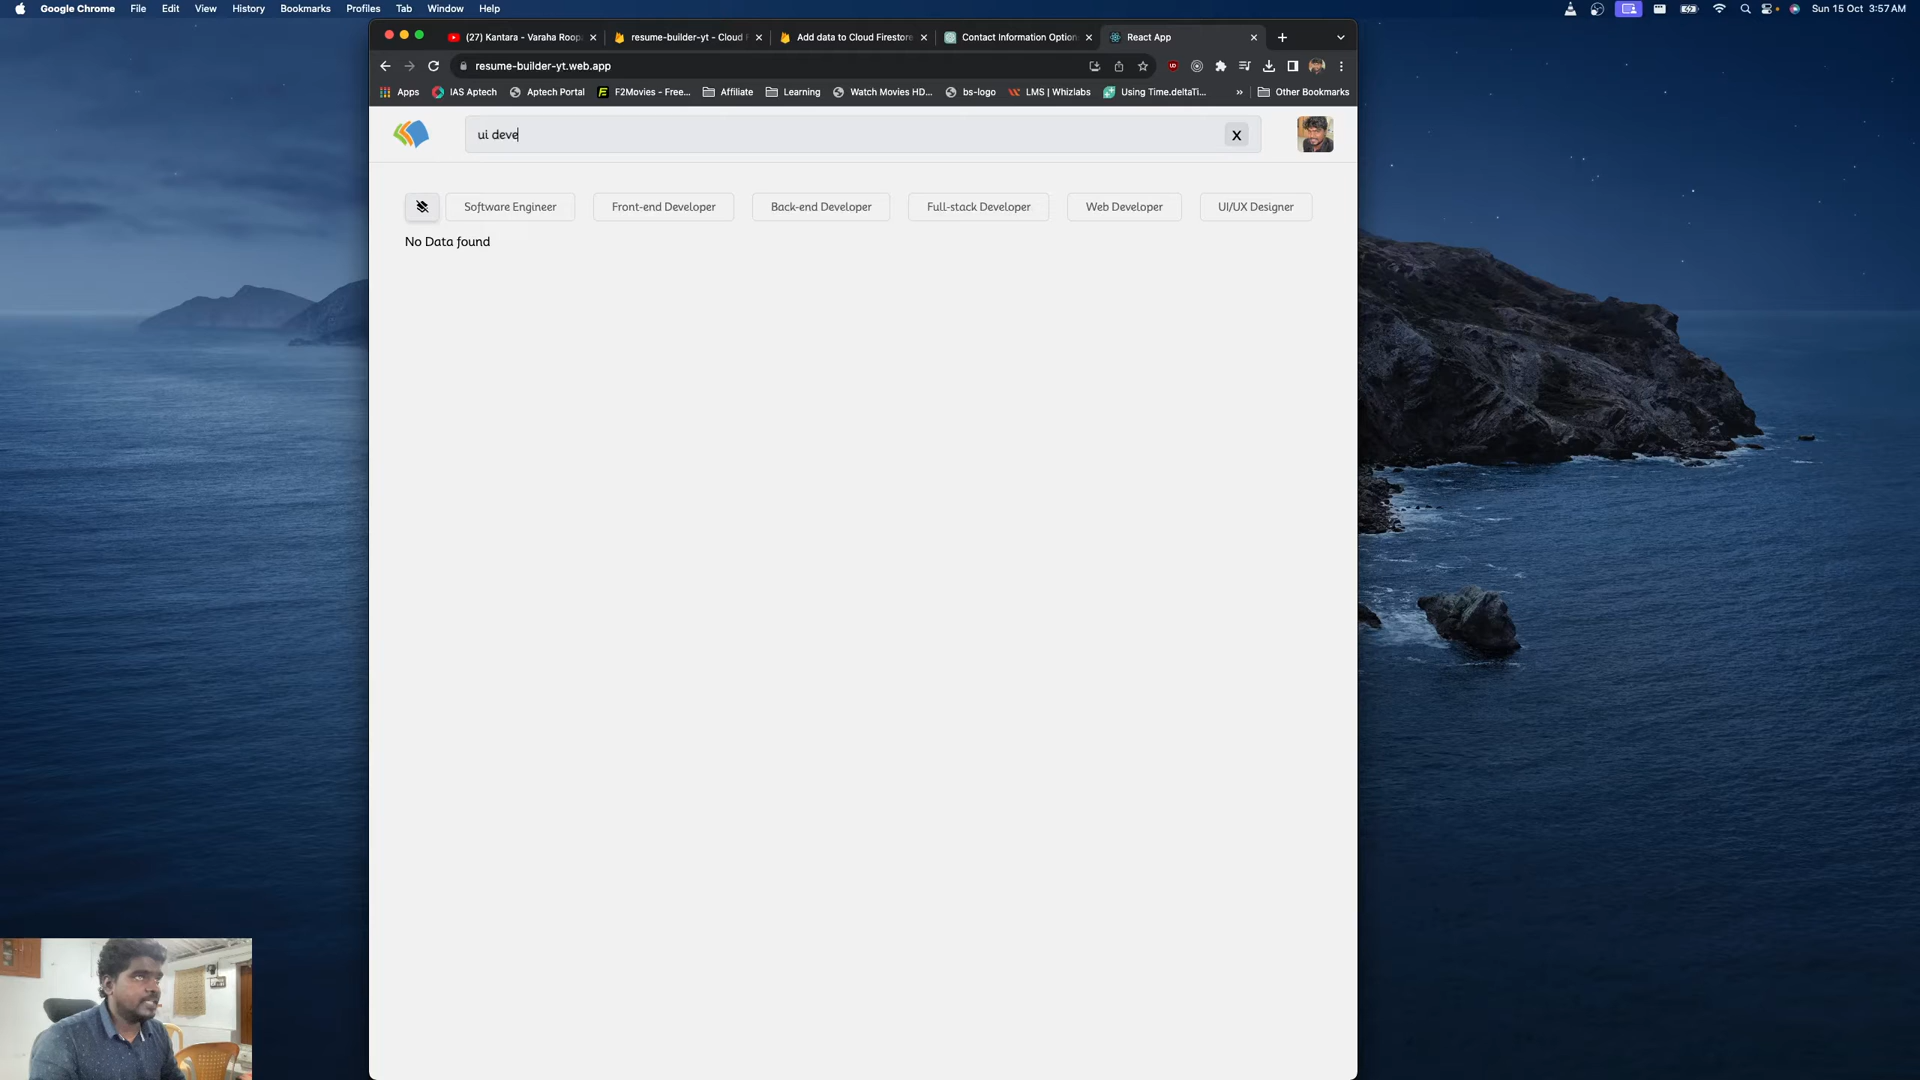 Google Chrome File Edit View History Bookmarks Profiles Tab Window Help Sun 15 Oct 3:57 AM
(27) Kantara - Varaha Roop resume-builder-yt - Cloud F Add data to Cloud Firestore Contact Information Option React App
resume-builder-yt.web.app
Apps IAS Aptech Aptech Portal F2Movies - Free... Affiliate Learning Watch Movies HD... bs-logo LMS | Whizlabs Using Time.deltaTi... » Other Bookmarks
ui deve X
Software Engineer Front-end Developer Back-end Developer Full-stack Developer Web Developer UI/UX Designer
No Data found